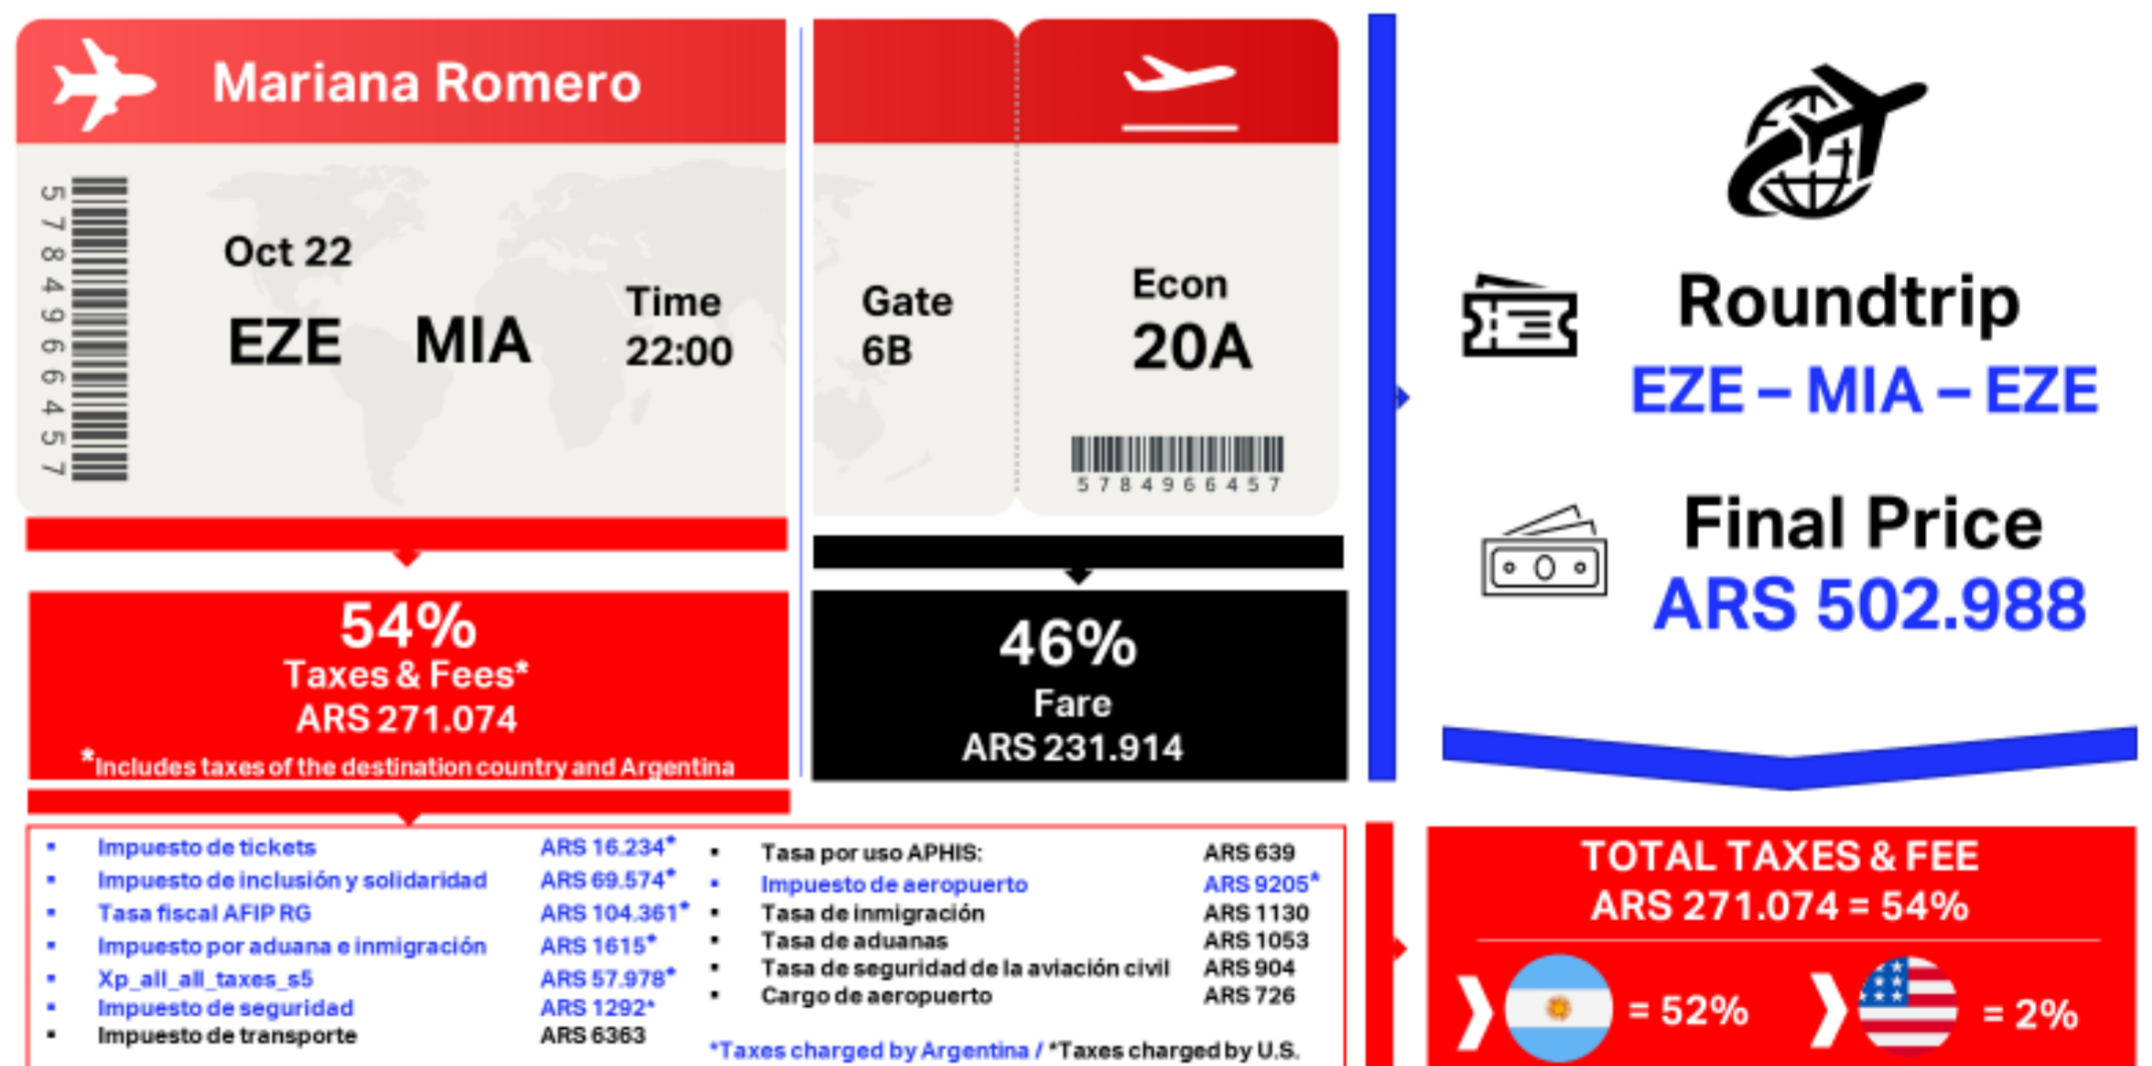 Mariana Romero
5784966457
Oct 22
EZE MIA
Time
22:00
Gate
6B
Econ
20A
5784966457
54%
Taxes & Fees*
ARS 271.074
*Includes taxes of the destination country and Argentina
46%
Fare
ARS 231.914
Roundtrip
EZE – MIA – EZE
Final Price
ARS 502.988
▪ Impuesto de tickets ARS 16.234*
▪ Impuesto de inclusión y solidaridad ARS 69.574*
▪ Tasa fiscal AFIP RG ARS 104.361*
▪ Impuesto por aduana e inmigración ARS 1615*
▪ Xp_all_all_taxes_s5 ARS 57.978*
▪ Impuesto de seguridad ARS 1292*
▪ Impuesto de transporte ARS 6363
▪ Tasa por uso APHIS: ARS 639
▪ Impuesto de aeropuerto ARS 9205*
▪ Tasa de inmigración ARS 1130
▪ Tasa de aduanas ARS 1053
▪ Tasa de seguridad de la aviación civil ARS 904
▪ Cargo de aeropuerto ARS 726
*Taxes charged by Argentina / *Taxes charged by U.S.
TOTAL TAXES & FEE
ARS 271.074 = 54%
= 52%
= 2%